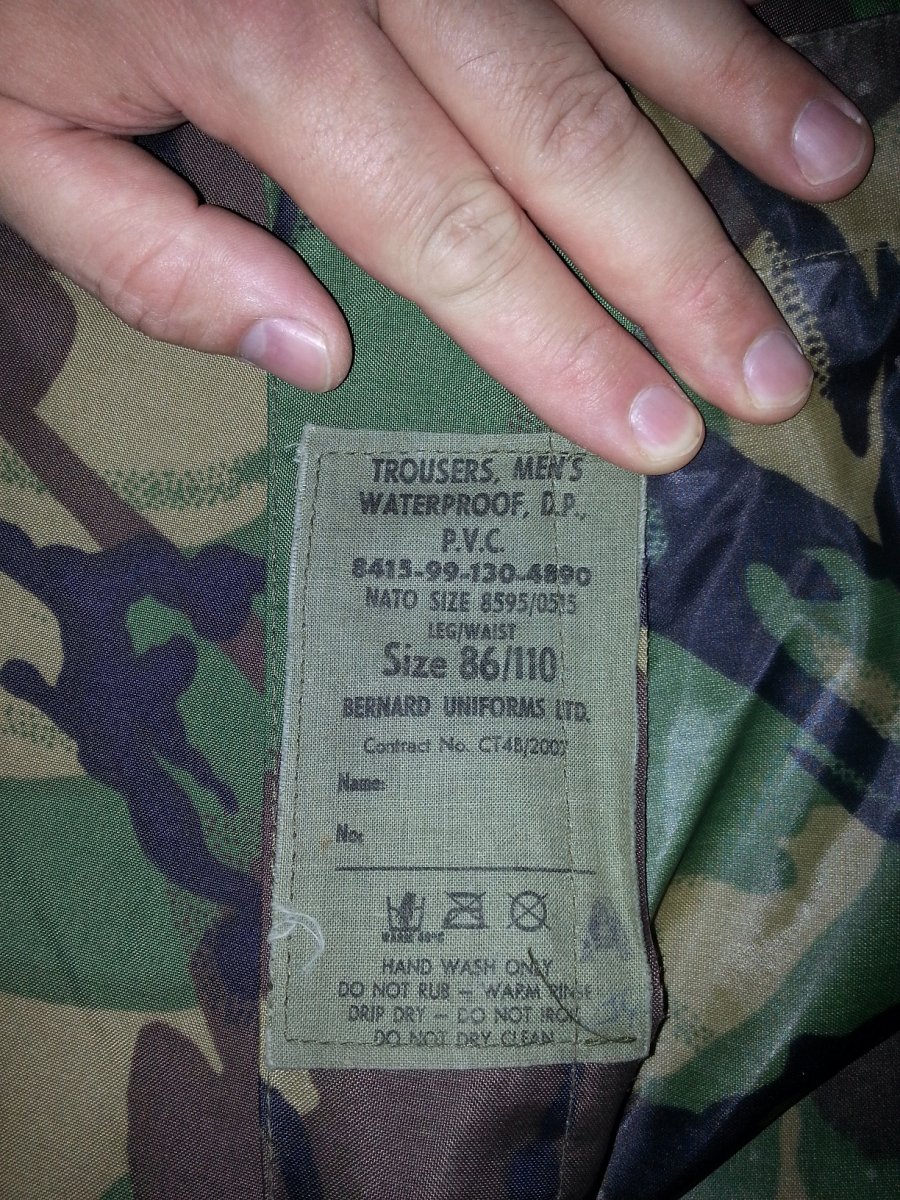 TROUSERS, MEN'S
WATERPROOF, D.P.,
P.V.C.
8415-99-130-4890
NATO SIZE 8595/0515
LEG/WAIST
Size 86/110
BERNARD UNIFORMS LTD.
Contract No. CT4B/2007
Name:
No:
HAND WASH ONLY
DO NOT RUB – WARM RINSE
DRIP DRY – DO NOT IRON
DO NOT DRY CLEAN